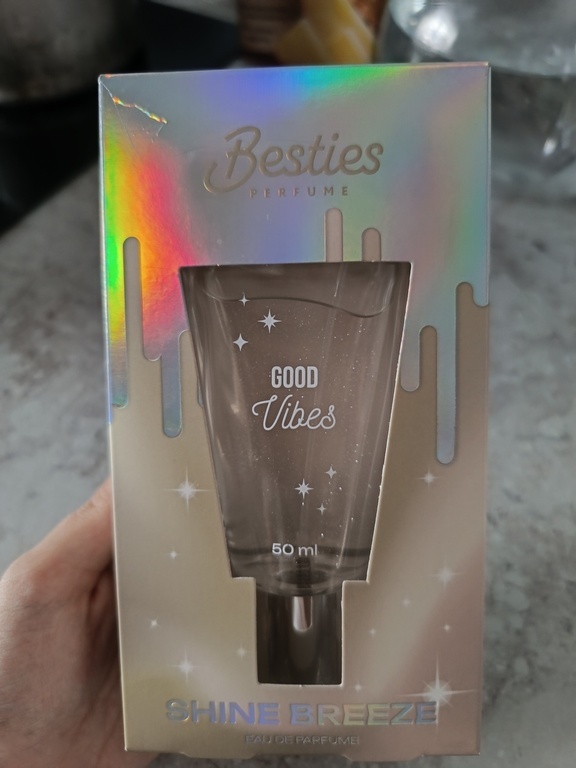 Besties
PERFUME
GOOD
Vibes
50 ml
SHINE BREEZE
EAU DE PARFUME